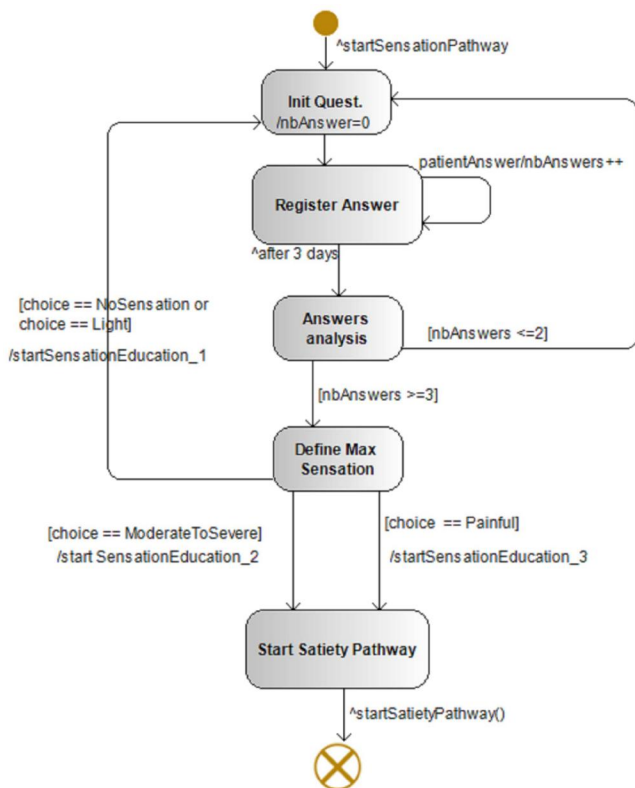 ^startSensationPathway
Init Quest.
/nbAnswer=0
patientAnswer/nbAnswers++
Register Answer
^after 3 days
[choice == NoSensation or
choice == Light]
/startSensationEducation_1
Answers
analysis
[nbAnswers <=2]
[nbAnswers >=3]
Define Max
Sensation
[choice == ModerateToSevere]
/start SensationEducation_2
[choice == Painful]
/startSensationEducation_3
Start Satiety Pathway
^startSatietyPathway()